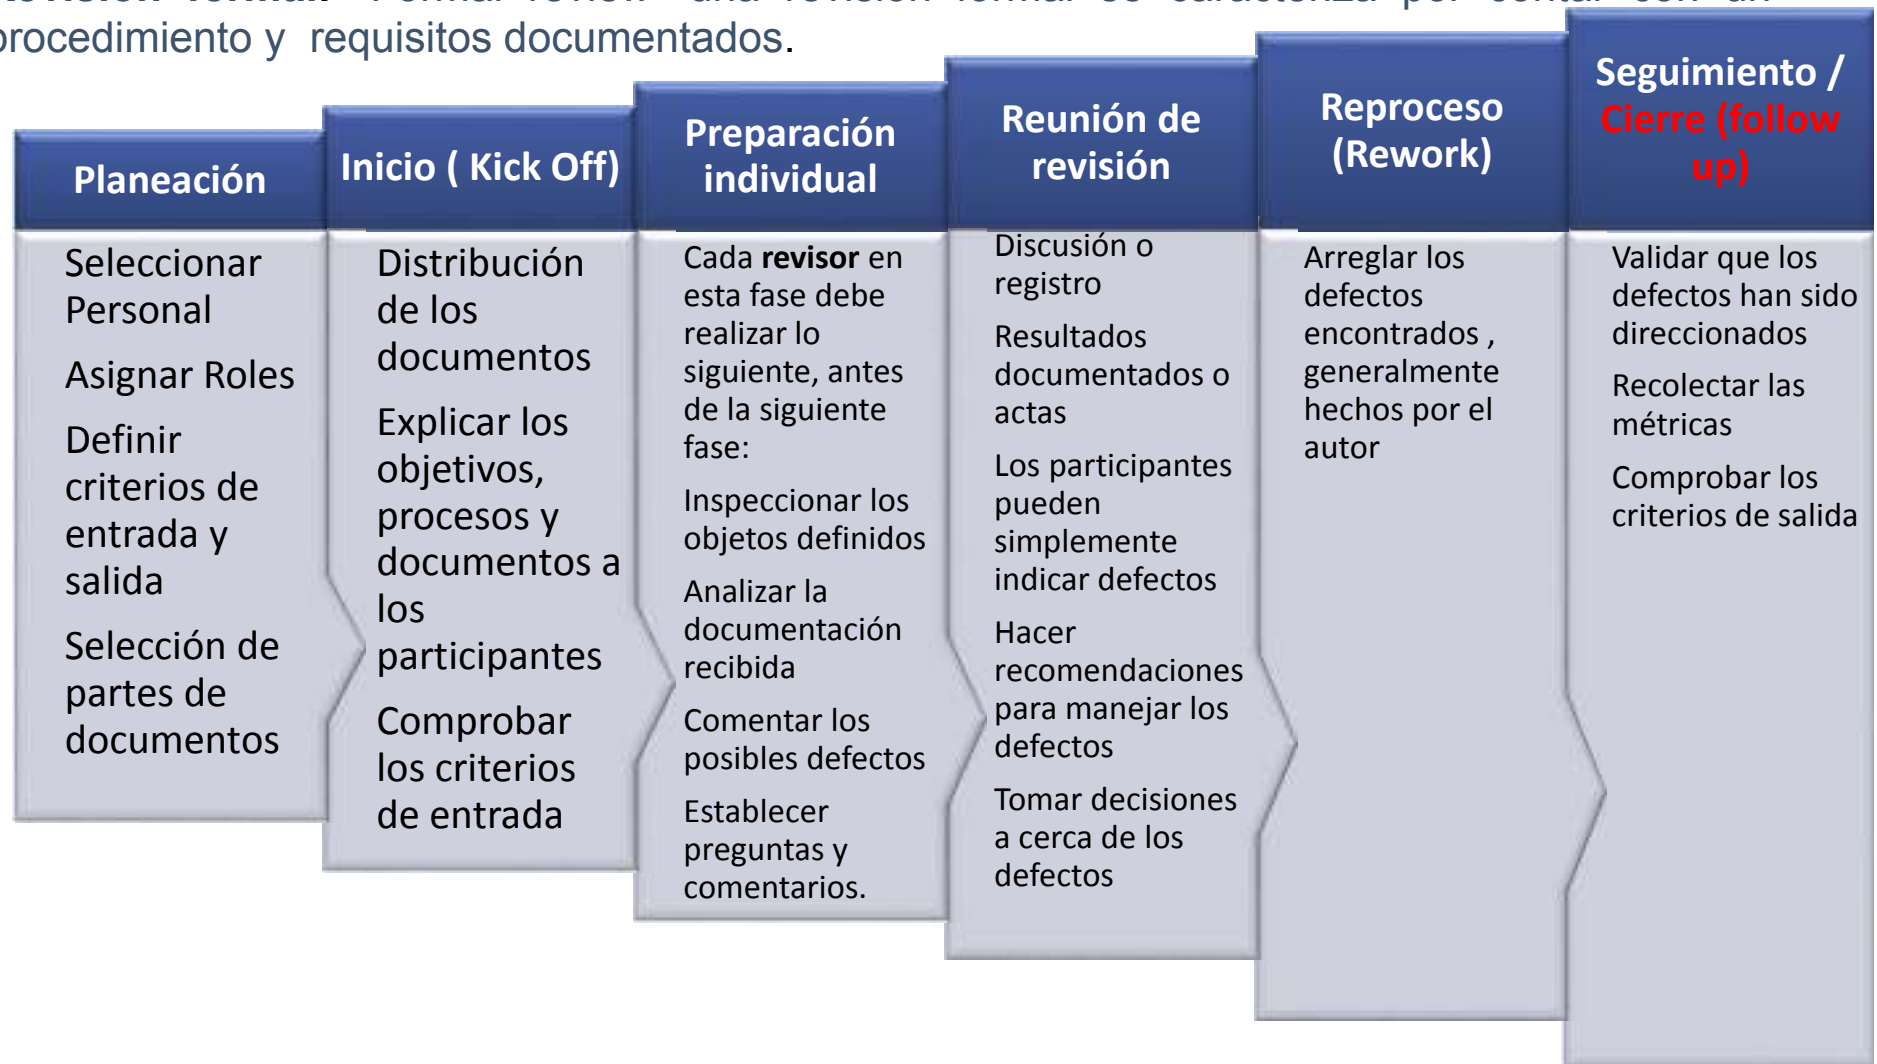 procedimiento y requisitos documentados.
Planeación
Seleccionar
Personal
Asignar Roles
Definir
criterios de
entrada y
salida
Selección de
partes de
documentos
Inicio ( Kick Off)
Distribución
de los
documentos
Explicar los
objetivos,
procesos y
documentos a
los
participantes
Comprobar
los criterios
de entrada
Preparación
individual
Cada revisor en
esta fase debe
realizar lo
siguiente, antes
de la siguiente
fase:
Inspeccionar los
objetos definidos
Analizar la
documentación
recibida
Comentar los
posibles defectos
Establecer
preguntas y
comentarios.
Reunión de
revisión
Discusión o
registro
Resultados
documentados o
actas
Los participantes
pueden
simplemente
indicar defectos
Hacer
recomendaciones
para manejar los
defectos
Tomar decisiones
a cerca de los
defectos
Reproceso
(Rework)
Arreglar los
defectos
encontrados ,
generalmente
hechos por el
autor
Seguimiento /
Cierre (follow
up)
Validar que los
defectos han sido
direccionados
Recolectar las
métricas
Comprobar los
criterios de salida